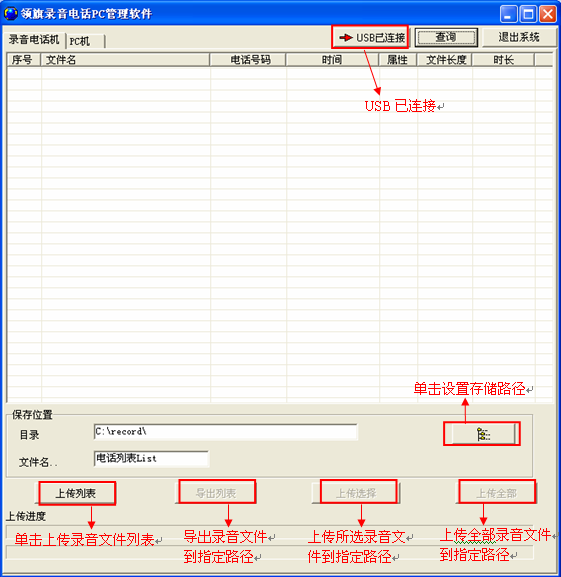 领旗录音电话PC管理软件
录音电话机 PC机 USB已连接 查询 退出系统
序号 文件名 电话号码 时间 属性 文件长度 时长
USB 已连接
单击设置存储路径
保存位置
目录 C:\record\
文件名.. 电话列表List
上传列表 导出列表 上传选择 上传全部
上传进度
单击上传录音文件列表
导出录音文件
到指定路径
上传所选录音文
件到指定路径
上传全部录音文件
到指定路径